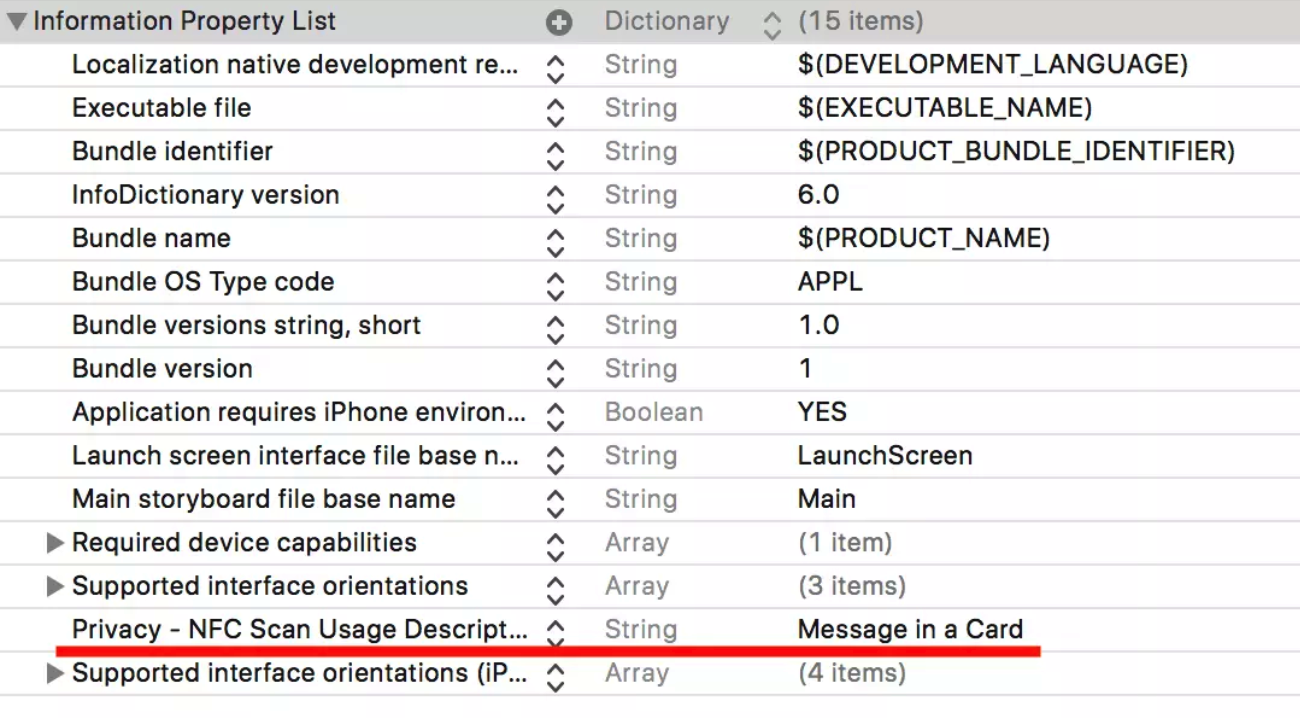 Information Property List Dictionary (15 items)
Localization native development re... String $(DEVELOPMENT_LANGUAGE)
Executable file String $(EXECUTABLE_NAME)
Bundle identifier String $(PRODUCT_BUNDLE_IDENTIFIER)
InfoDictionary version String 6.0
Bundle name String $(PRODUCT_NAME)
Bundle OS Type code String APPL
Bundle versions string, short String 1.0
Bundle version String 1
Application requires iPhone environ... Boolean YES
Launch screen interface file base n... String LaunchScreen
Main storyboard file base name String Main
Required device capabilities Array (1 item)
Supported interface orientations Array (3 items)
Privacy - NFC Scan Usage Descript... String Message in a Card
Supported interface orientations (iP... Array (4 items)